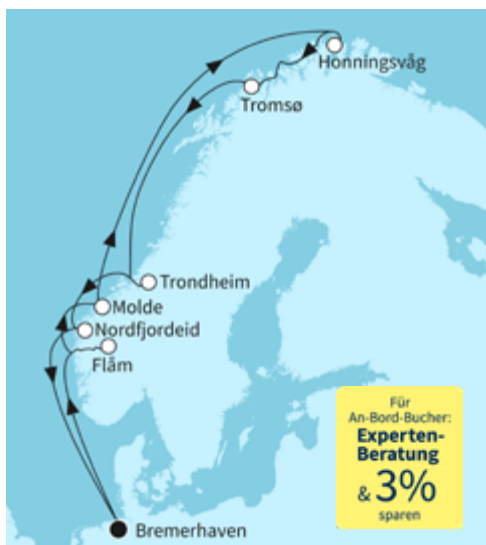 Honningsvåg
Tromsø
Trondheim
Molde
Nordfjordeid
Flåm
Für
An-Bord-Bucher:
Experten-
Beratung
& 3%
sparen
Bremerhaven